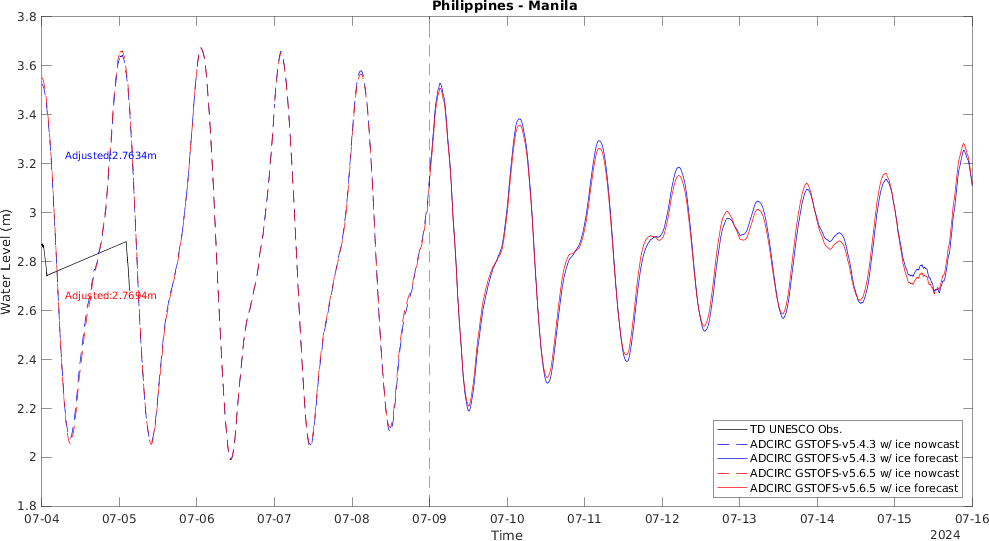 Philippines - Manila
3.8
3.6
3.4
3.2
3
2.8
2.6
2.4
2.2
2
1.8
Water Level (m)
Adjusted:2.7634m
Adjusted:2.7694m
TD UNESCO Obs.
ADCIRC GSTOFS-v5.4.3 w/ ice nowcast
ADCIRC GSTOFS-v5.4.3 w/ ice forecast
ADCIRC GSTOFS-v5.6.5 w/ ice nowcast
ADCIRC GSTOFS-v5.6.5 w/ ice forecast
07-04 07-05 07-06 07-07 07-08 07-09 07-10 07-11 07-12 07-13 07-14 07-15 07-16
Time
2024